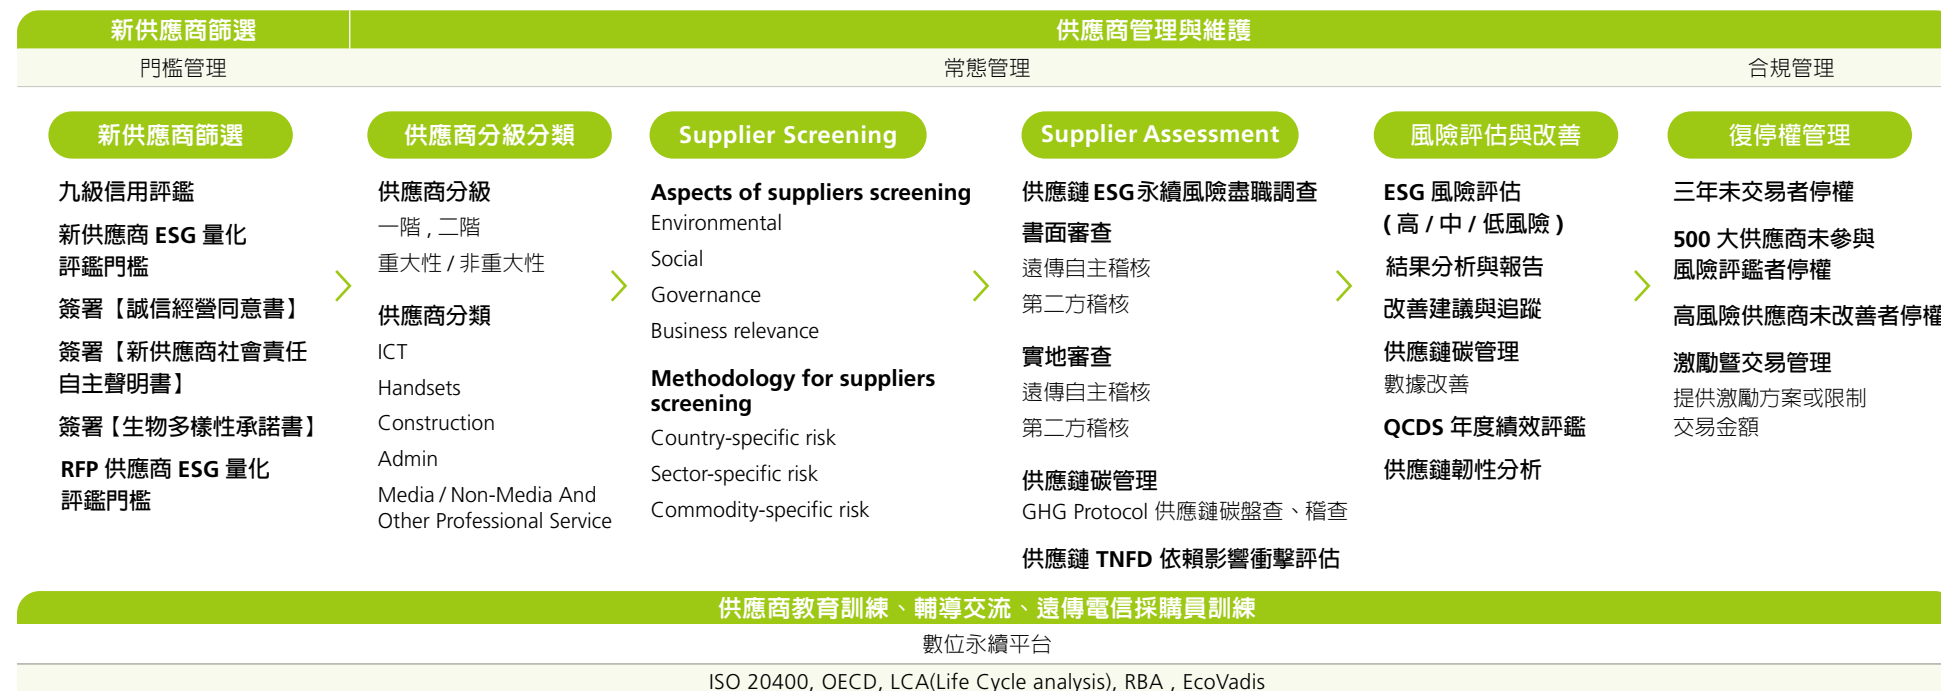 新供應商篩選
供應商管理與維護
門檻管理
常態管理
合規管理
新供應商篩選
九級信用評鑑
新供應商 ESG 量化
評鑑門檻
簽署【誠信經營同意書】
簽署【新供應商社會責任
自主聲明書】
簽署【生物多樣性承諾書】
RFP 供應商 ESG 量化
評鑑門檻
供應商分級分類
供應商分級
一階 , 二階
重大性 / 非重大性
供應商分類
ICT
Handsets
Construction
Admin
Media / Non-Media And
Other Professional Service
Supplier Screening
Aspects of suppliers screening
Environmental
Social
Governance
Business relevance
Methodology for suppliers
screening
Country-specific risk
Sector-specific risk
Commodity-specific risk
Supplier Assessment
供應鏈 ESG 永續風險盡職調查
書面審查
遠傳自主稽核
第二方稽核
實地審查
遠傳自主稽核
第二方稽核
供應鏈碳管理
GHG Protocol 供應鏈碳盤查、稽查
供應鏈 TNFD 依賴影響衝擊評估
風險評估與改善
ESG 風險評估
( 高 / 中 / 低風險 )
結果分析與報告
改善建議與追蹤
供應鏈碳管理
數據改善
QCDS 年度績效評鑑
供應鏈韌性分析
復停權管理
三年未交易者停權
500 大供應商未參與
風險評鑑者停權
高風險供應商未改善者停權
激勵暨交易管理
提供激勵方案或限制
交易金額
供應商教育訓練、輔導交流、遠傳電信採購員訓練
數位永續平台
ISO 20400, OECD, LCA(Life Cycle analysis), RBA , EcoVadis